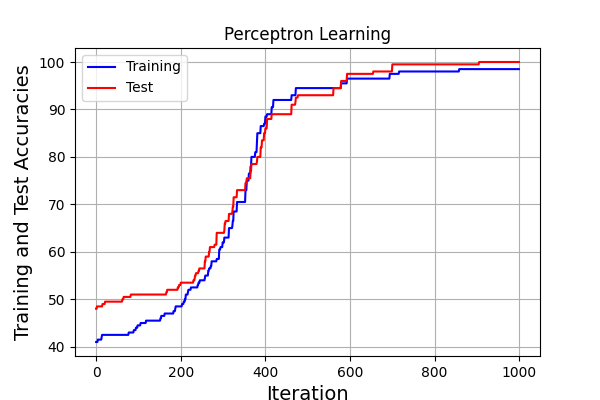 Perceptron Learning
Training
Test
Training and Test Accuracies
100
90
80
70
60
50
40
0 200 400 600 800 1000
Iteration